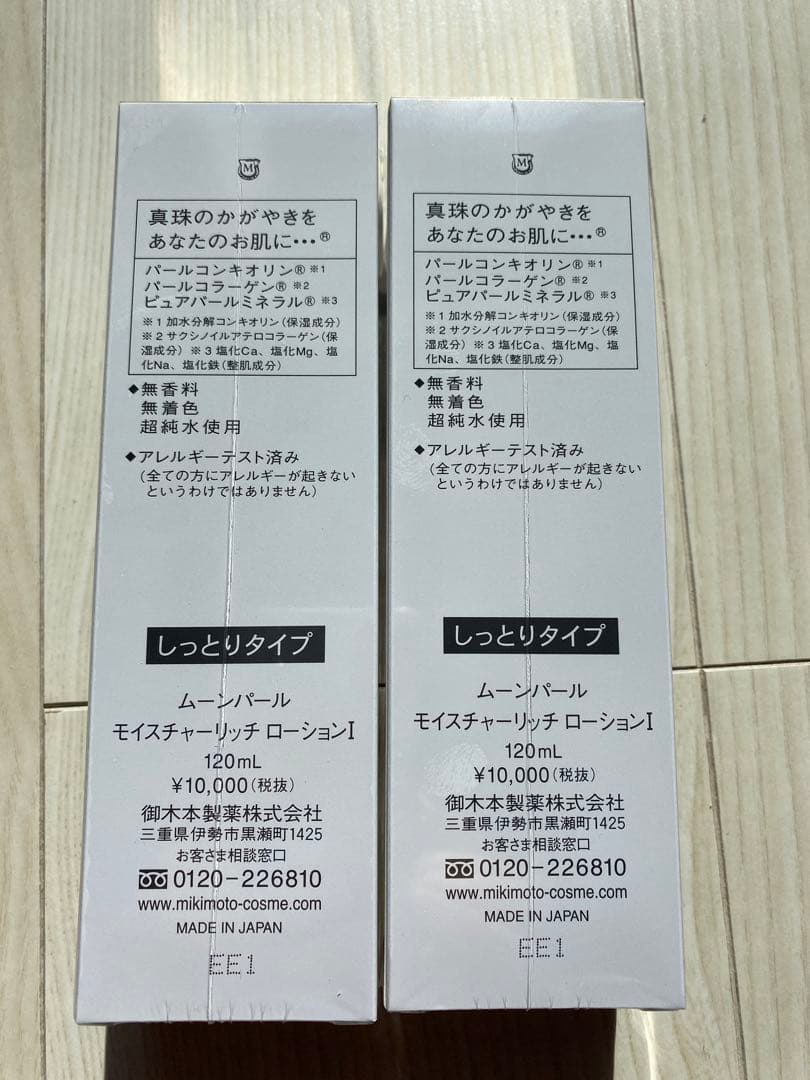 M
真珠のかがやきを
あなたのお肌に…®
パールコンキオリン® ※1
パールコラーゲン® ※2
ピュアパールミネラル® ※3
※1 加水分解コンキオリン(保湿成分)
※2 サクシノイルアテロコラーゲン(保
湿成分) ※3 塩化Ca、塩化Mg、塩
化Na、塩化鉄(整肌成分)
◆無香料
無着色
超純水使用
◆アレルギーテスト済み
(全ての方にアレルギーが起きない
というわけではありません)
しっとりタイプ
ムーンパール
モイスチャーリッチ ローションⅠ
120mL
¥10,000(税抜)
御木本製薬株式会社
三重県伊勢市黒瀬町1425
お客さま相談窓口
0120-226810
www.mikimoto-cosme.com
MADE IN JAPAN
EE1
M
真珠のかがやきを
あなたのお肌に…®
パールコンキオリン® ※1
パールコラーゲン® ※2
ピュアパールミネラル® ※3
※1 加水分解コンキオリン(保湿成分)
※2 サクシノイルアテロコラーゲン(保
湿成分) ※3 塩化Ca、塩化Mg、塩
化Na、塩化鉄(整肌成分)
◆無香料
無着色
超純水使用
◆アレルギーテスト済み
(全ての方にアレルギーが起きない
というわけではありません)
しっとりタイプ
ムーンパール
モイスチャーリッチ ローションⅠ
120mL
¥10,000(税抜)
御木本製薬株式会社
三重県伊勢市黒瀬町1425
お客さま相談窓口
0120-226810
www.mikimoto-cosme.com
MADE IN JAPAN
EE1